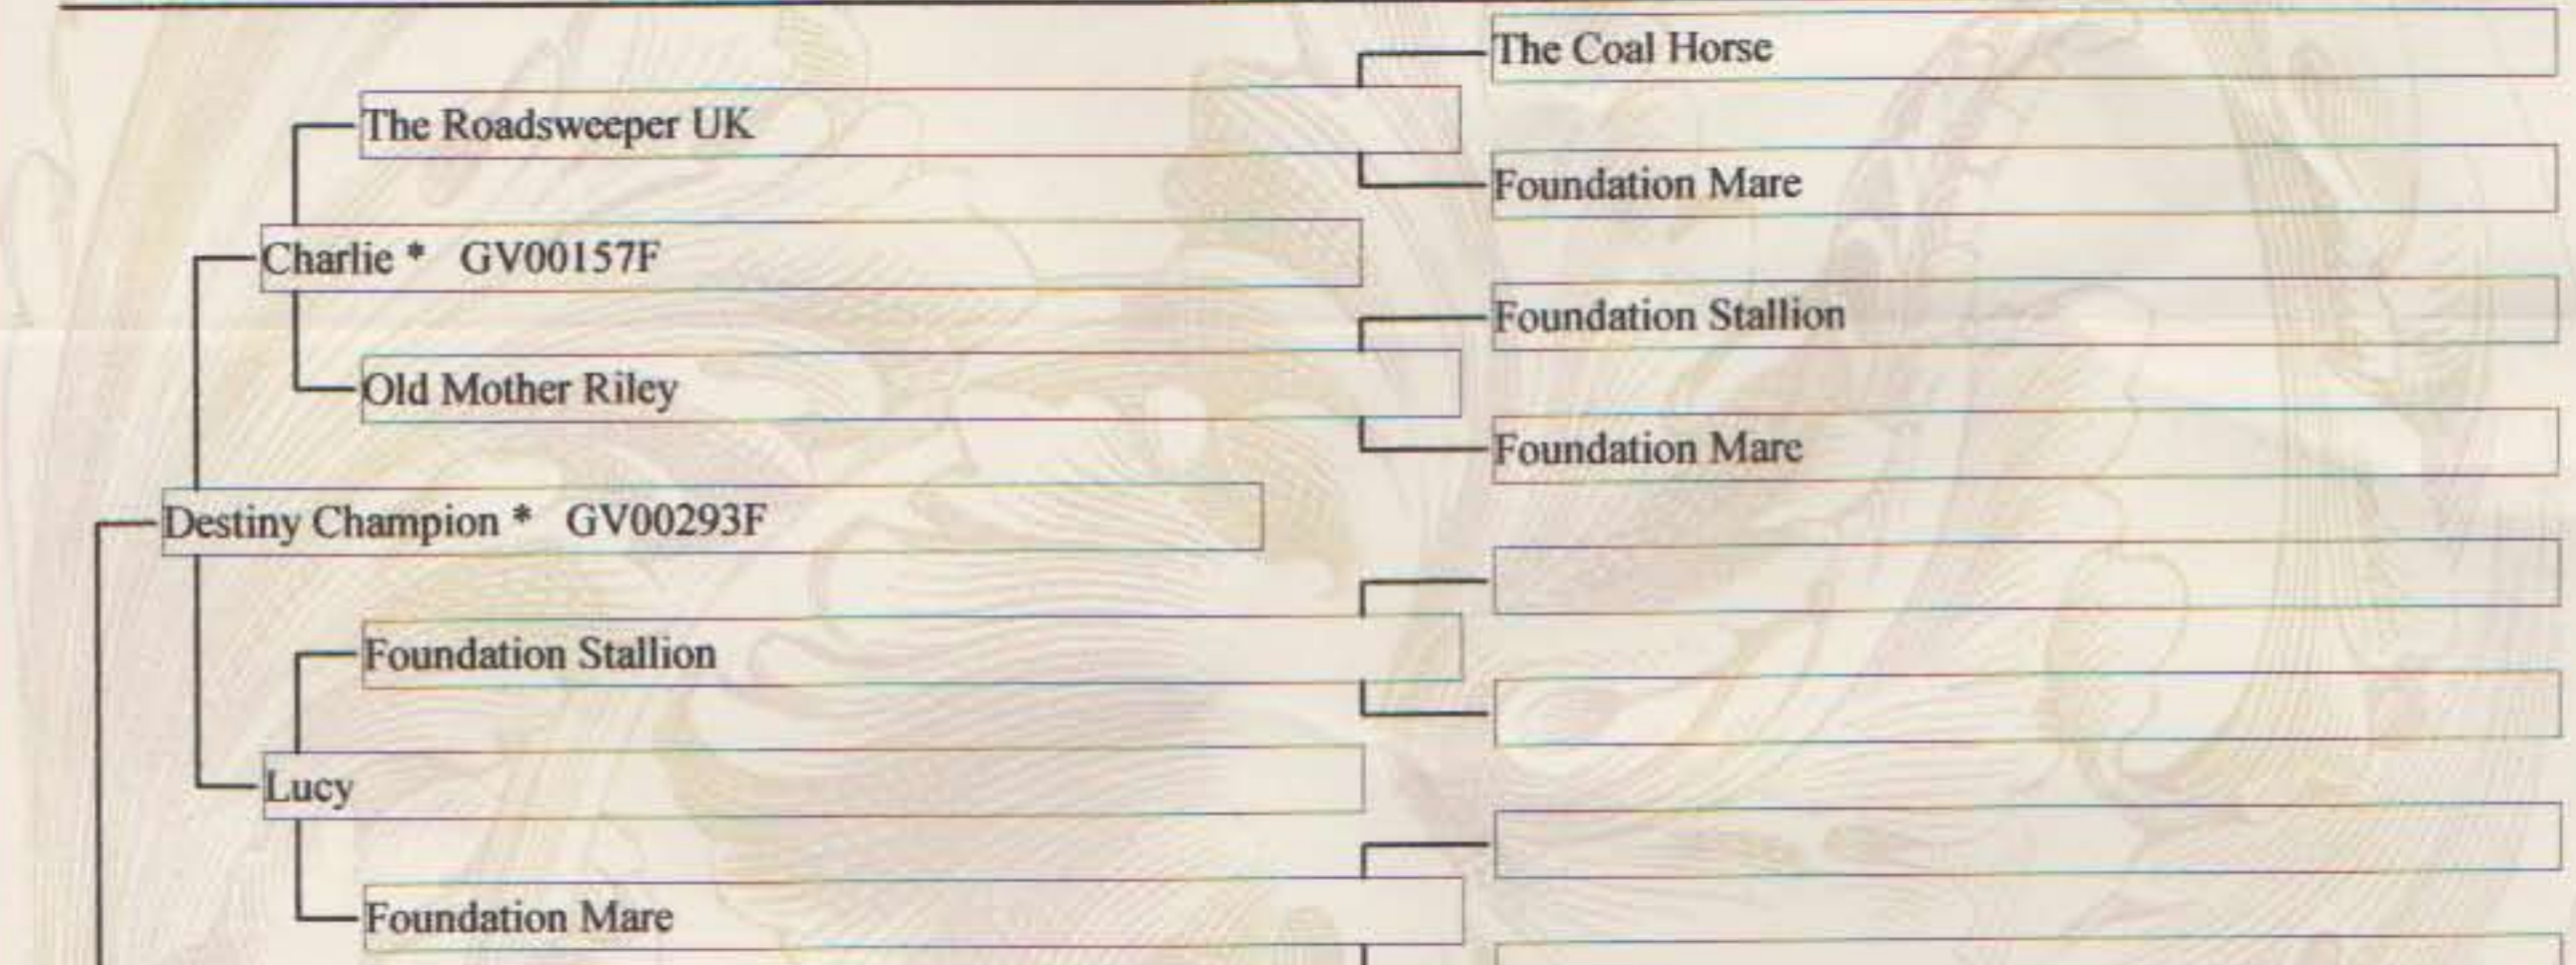 The Coal Horse
The Roadsweeper UK
Foundation Mare
Charlie * GV00157F
Foundation Stallion
Old Mother Riley
Foundation Mare
Destiny Champion * GV00293F
Foundation Stallion
Lucy
Foundation Mare